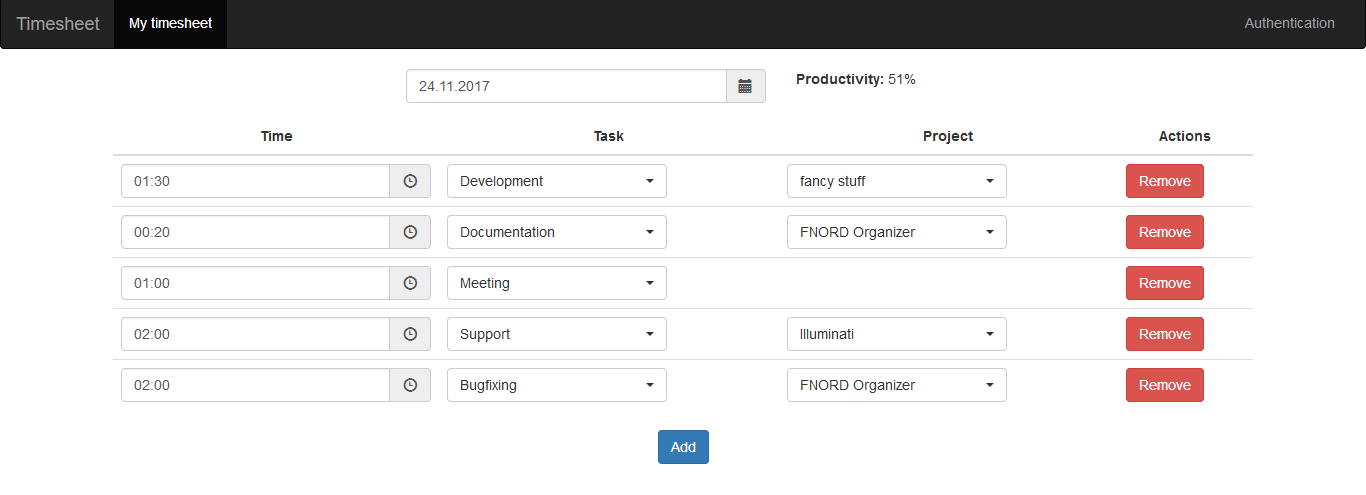 Timesheet My timesheet Authentication
24.11.2017 Productivity: 51%
Time Task Project Actions
01:30 Development fancy stuff Remove
00:20 Documentation FNORD Organizer Remove
01:00 Meeting Remove
02:00 Support Illuminati Remove
02:00 Bugfixing FNORD Organizer Remove
Add